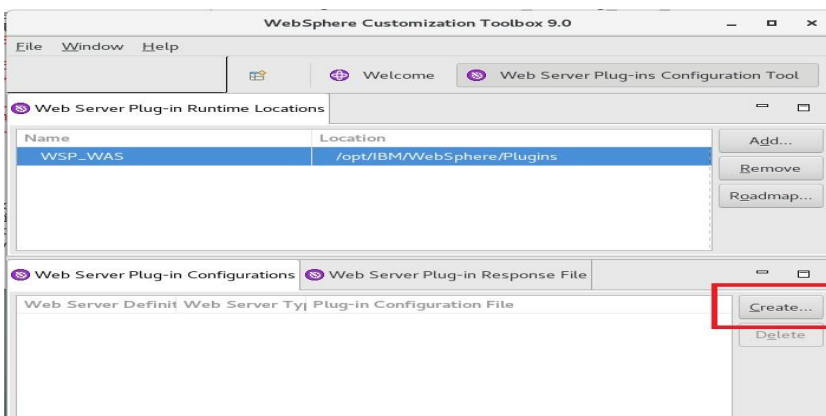 WebSphere Customization Toolbox 9.0
File Window Help
Welcome Web Server Plug-ins Configuration Tool
Web Server Plug-in Runtime Locations
Name Location Add...
WSP_WAS /opt/IBM/WebSphere/Plugins
Remove
Roadmap...
Web Server Plug-in Configurations Web Server Plug-in Response File
Web Server Definit Web Server Ty Plug-in Configuration File Create...
Delete